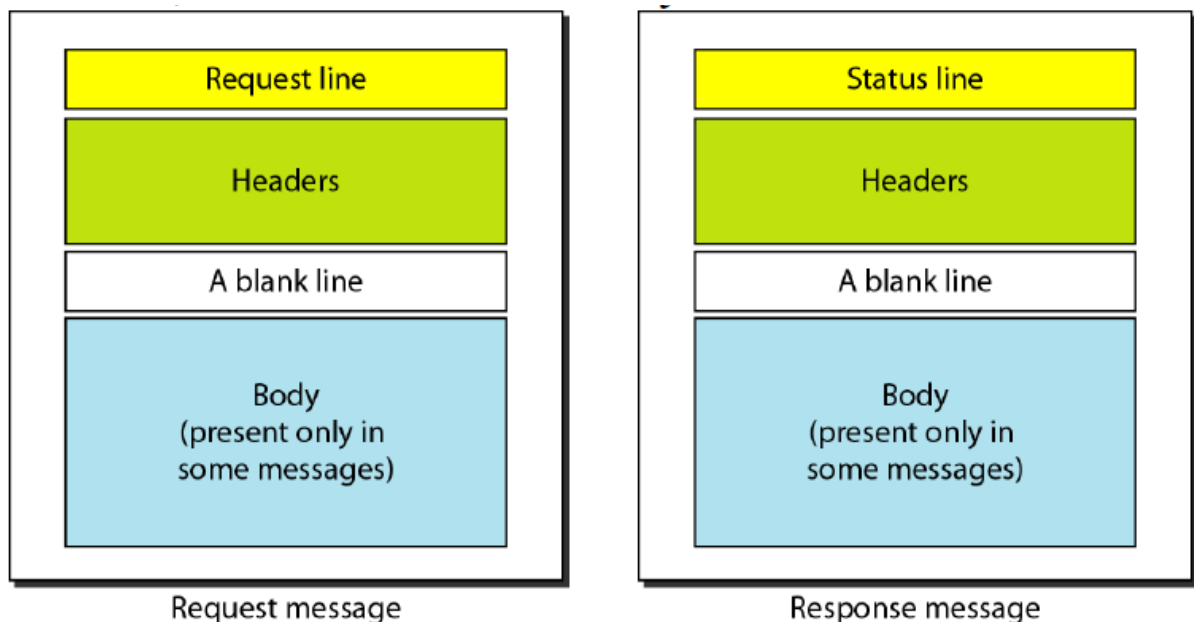 Request line
Headers
A blank line
Body
(present only in
some messages)
Request message
Status line
Headers
A blank line
Body
(present only in
some messages)
Response message